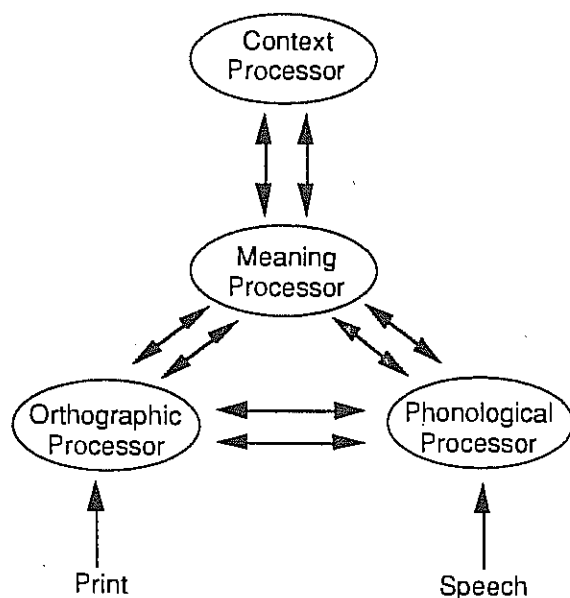 Context
Processor
Meaning
Processor
Orthographic
Processor
Phonological
Processor
Print
Speech